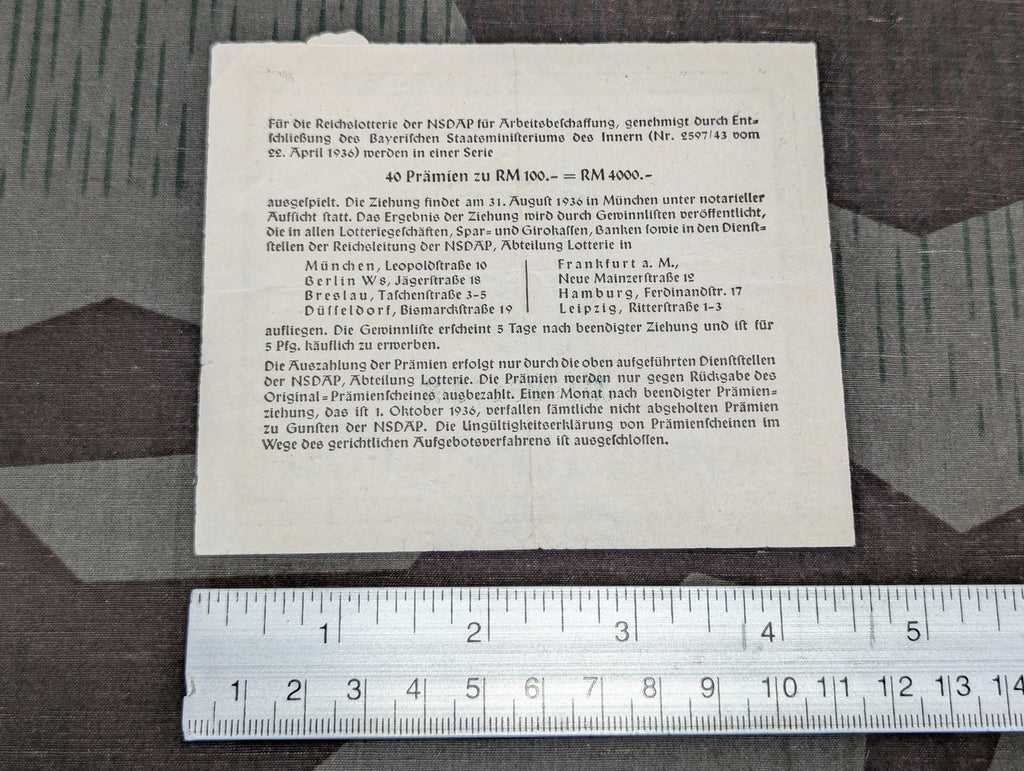 Für die Reichslotterie der NSDAP für Arbeitsbeſchaffung, genehmigt durch Ent=
ſchließung des Bayeriſchen Staatsminiſteriums des Innern (Nr. 2597/43 vom
22. April 1936) werden in einer Serie
40 Prämien zu RM 100.- = RM 4000.-
ausgeſpielt. Die Ziehung findet am 31. Auguſt 1936 in München unter notarieller
Aufſicht ſtatt. Das Ergebnis der Ziehung wird durch Gewinnliſten veröffentlicht,
die in allen Lotteriegeſchäften, Spar= und Girokaſſen, Banken ſowie in den Dienſt=
ſtellen der Reichsleitung der NSDAP, Abteilung Lotterie in
München, Leopoldſtraße 10
Berlin W8, Jägerſtraße 18
Breslau, Taſchenſtraße 3-5
Düſſeldorf, Bismarckſtraße 19
Frankfurt a. M.,
Neue Mainzerſtraße 12
Hamburg, Ferdinandſtr. 17
Leipzig, Ritterſtraße 1-3
aufliegen. Die Gewinnliſte erſcheint 5 Tage nach beendigter Ziehung und iſt für
5 Pfg. käuflich zu erwerben.
Die Auszahlung der Prämien erfolgt nur durch die oben aufgeführten Dienſtſtellen
der NSDAP, Abteilung Lotterie. Die Prämien werden nur gegen Rückgabe des
Original=Prämienſcheines ausbezahlt. Einen Monat nach beendigter Prämien=
ziehung, das iſt 1. Oktober 1936, verfallen ſämtliche nicht abgeholten Prämien
zu Gunſten der NSDAP. Die Ungültigkeitserklärung von Prämienſcheinen im
Wege des gerichtlichen Aufgebotsverfahrens iſt ausgeſchloſſen.
1 2 3 4 5
1 2 3 4 5 6 7 8 9 10 11 12 13 14